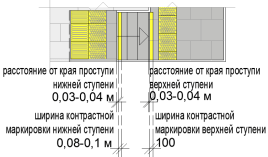 расстояние от края проступи
нижней ступени
0,03-0,04 м
расстояние от края проступи
верхней ступени
0,03-0,04 м
ширина контрастной
маркировки нижней ступени
0,08-0,1 м
ширина контрастной
маркировки верхней ступени
100